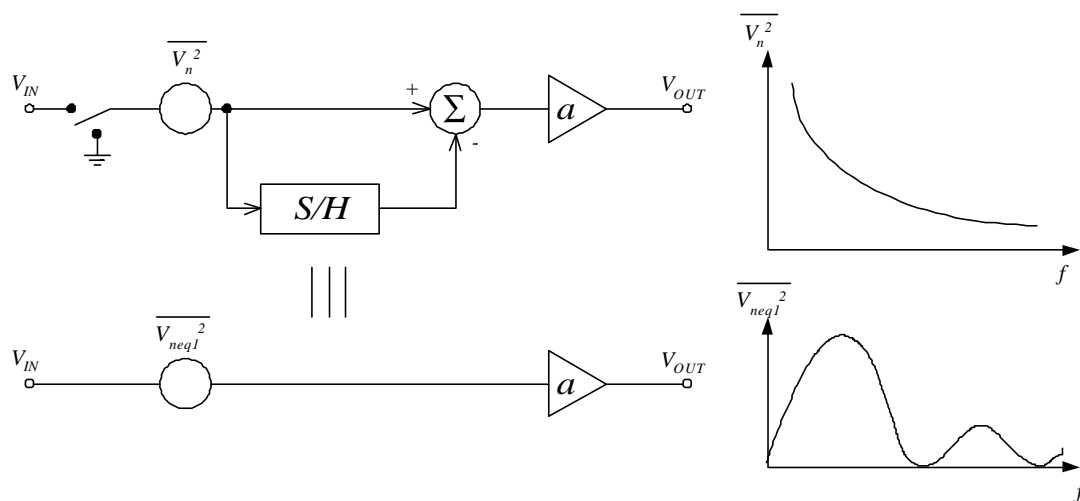 V_IN
V_n^2
+
Σ
-
a
V_OUT
S/H
V_n^2
f
V_IN
V_neq1^2
a
V_OUT
V_neq1^2
f